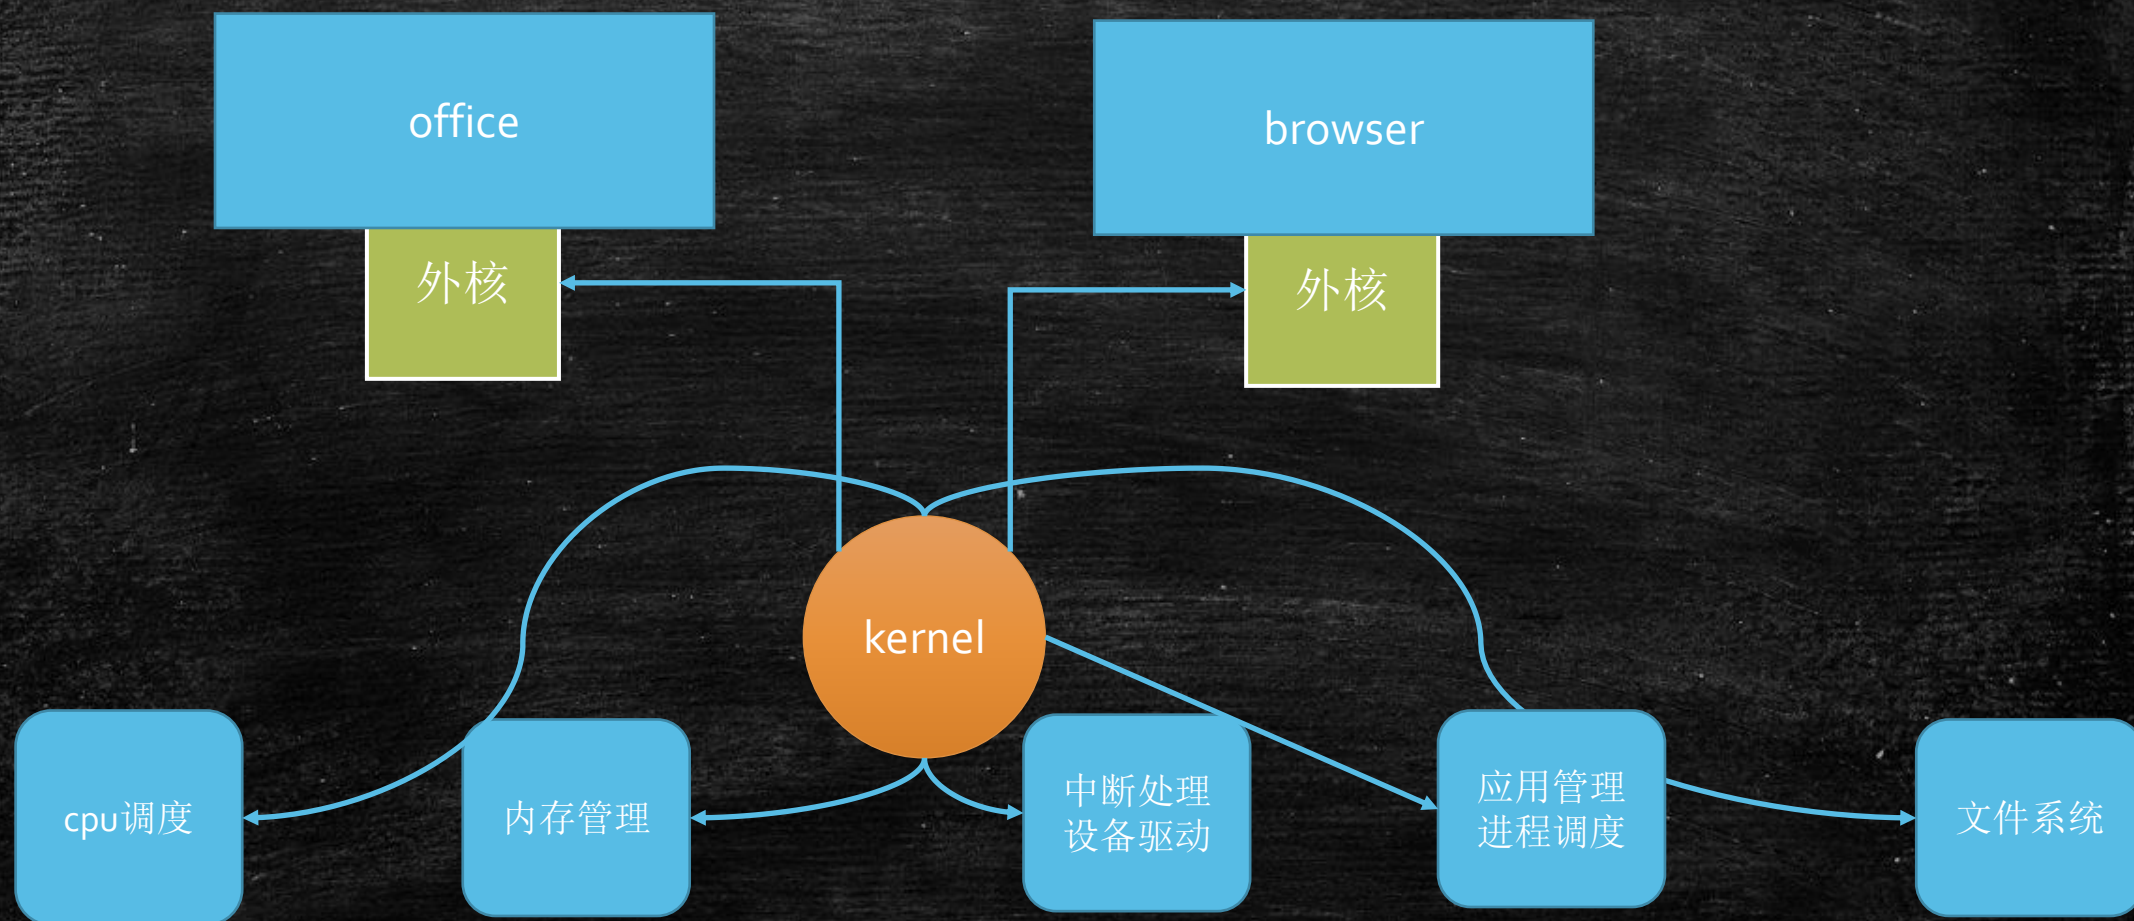 office
browser
外核
外核
kernel
cpu调度
内存管理
中断处理
设备驱动
应用管理
进程调度
文件系统